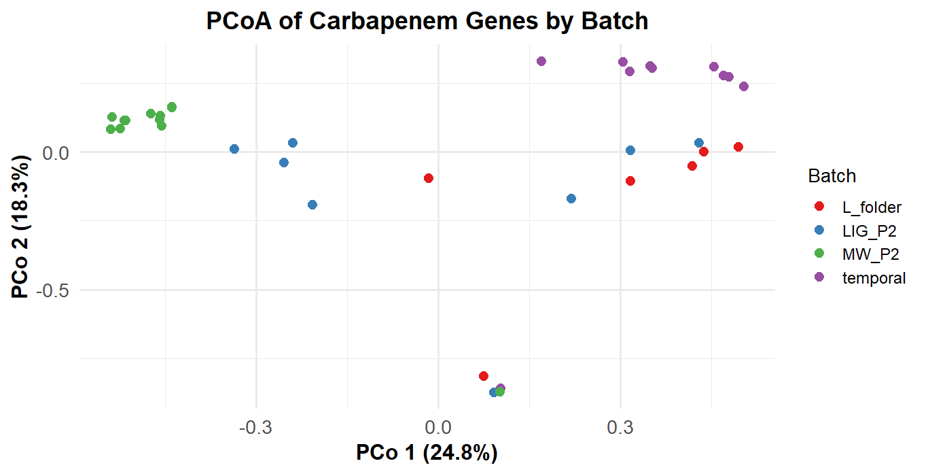 PCoA of Carbapenem Genes by Batch
PCo 2 (18.3%)
0.0
-0.5
-0.3
0.0
0.3
PCo 1 (24.8%)
Batch
L_folder
LIG_P2
MW_P2
temporal